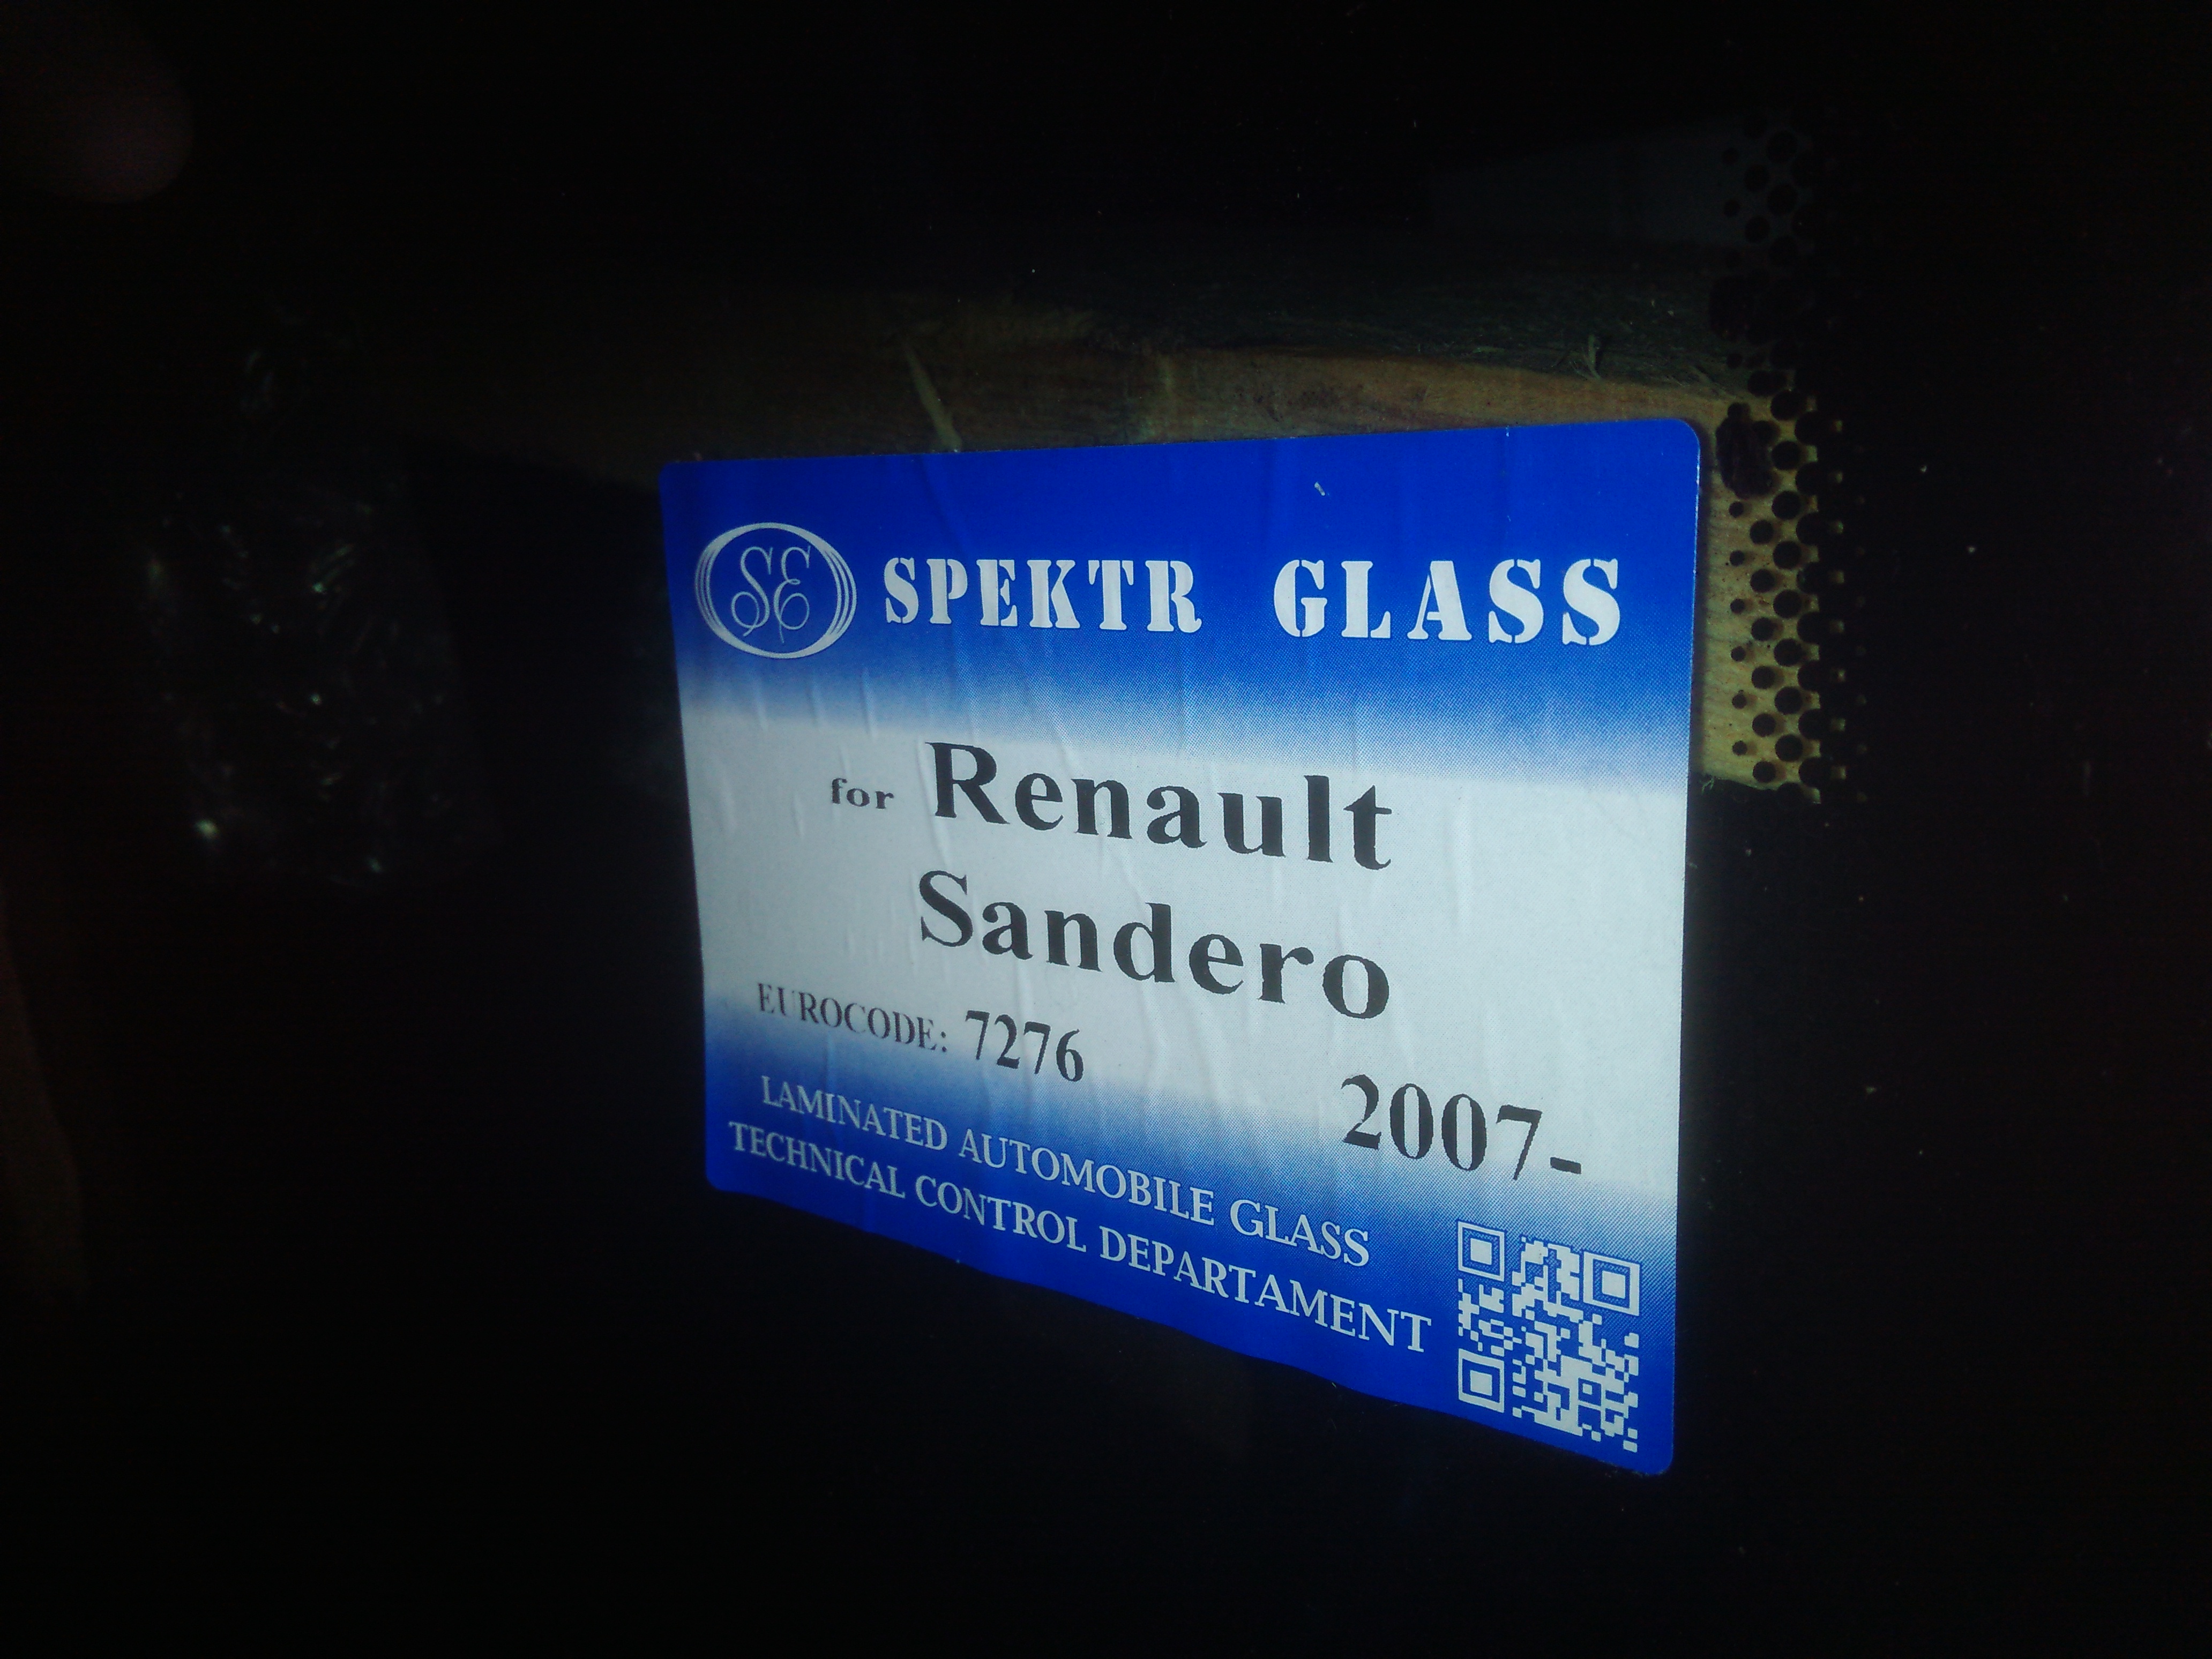 SE SPEKTR GLASS
for Renault
Sandero
EUROCODE: 7276
2007-
LAMINATED AUTOMOBILE GLASS
TECHNICAL CONTROL DEPARTAMENT